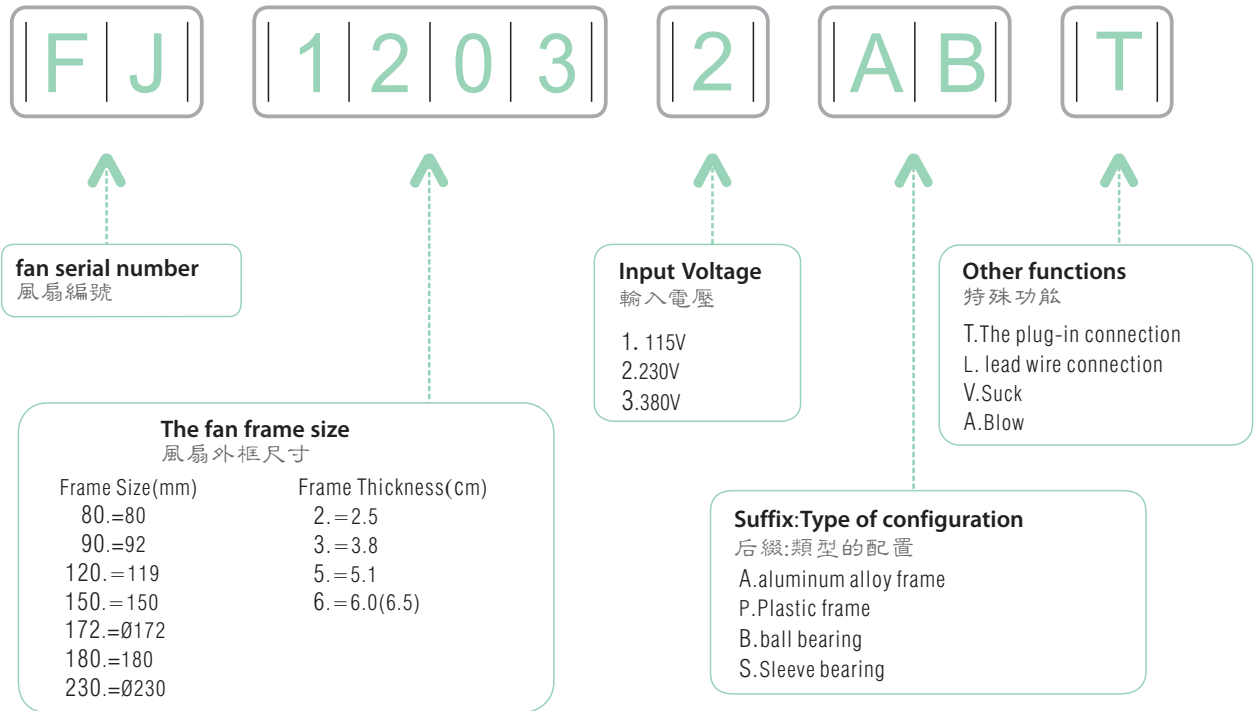 FJ 1203 2 AB T
fan serial number
風扇編號
The fan frame size
風扇外框尺寸
Frame Size(mm)
80.=80
90.=92
120.=119
150.=150
172.=Ø172
180.=180
230.=Ø230
Frame Thickness(cm)
2.=2.5
3.=3.8
5.=5.1
6.=6.0(6.5)
Input Voltage
輸入電壓
1. 115V
2.230V
3.380V
Suffix:Type of configuration
后綴:類型的配置
A.aluminum alloy frame
P.Plastic frame
B.ball bearing
S.Sleeve bearing
Other functions
特殊功能
T.The plug-in connection
L. lead wire connection
V.Suck
A.Blow